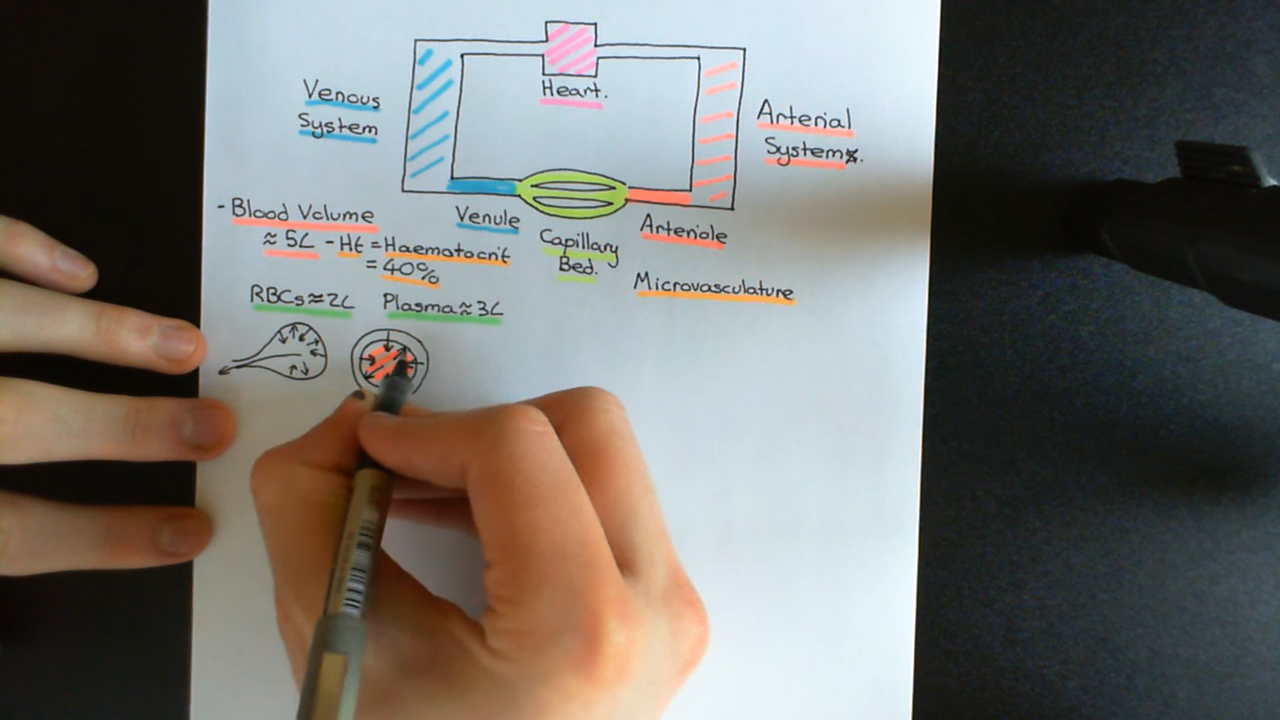 Heart.
Venous
System
Arterial
System.
Venule
Capillary
Bed.
Arteriole
Microvasculature
- Blood Volume
≈ 5L - Ht = Haematocrit
= 40%
RBCs ≈ 2L Plasma ≈ 3L